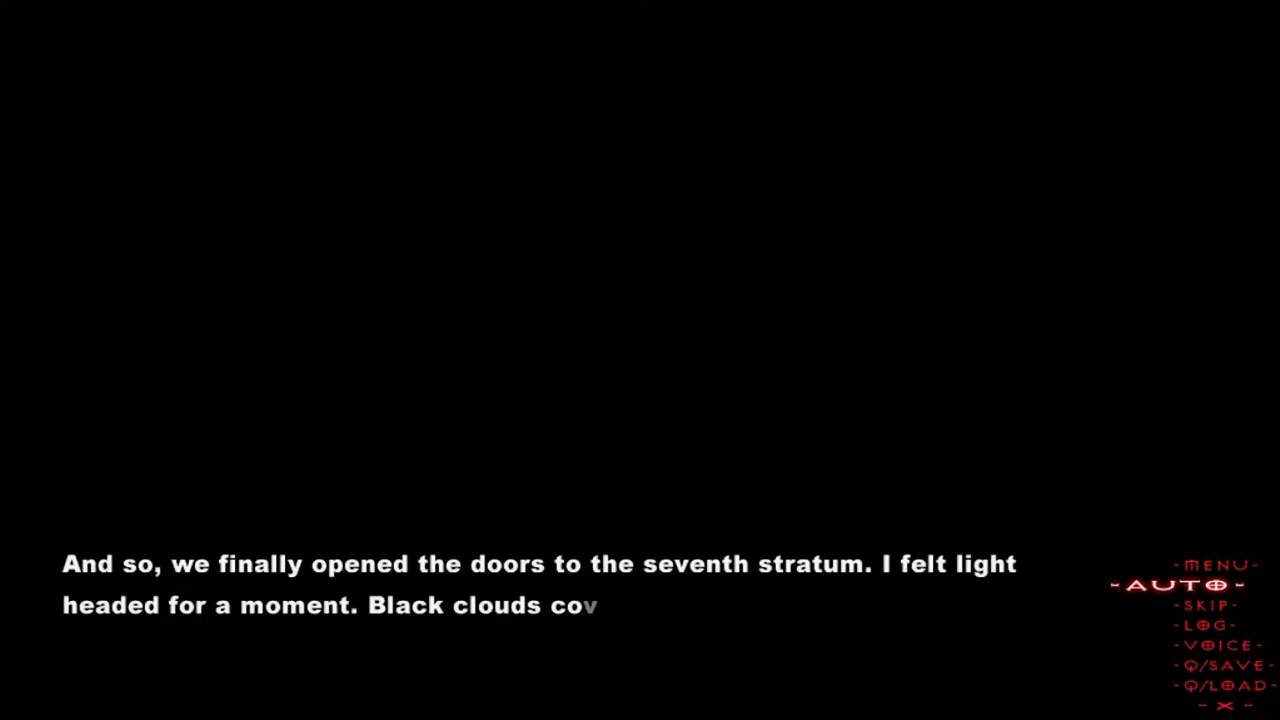 And so, we finally opened the doors to the seventh stratum. I felt light
headed for a moment. Black clouds cov
-MENU-
-AUTO-
-SKIP-
-LOG-
-VOICE-
-Q/SAVE-
-Q/LOAD-
-X-